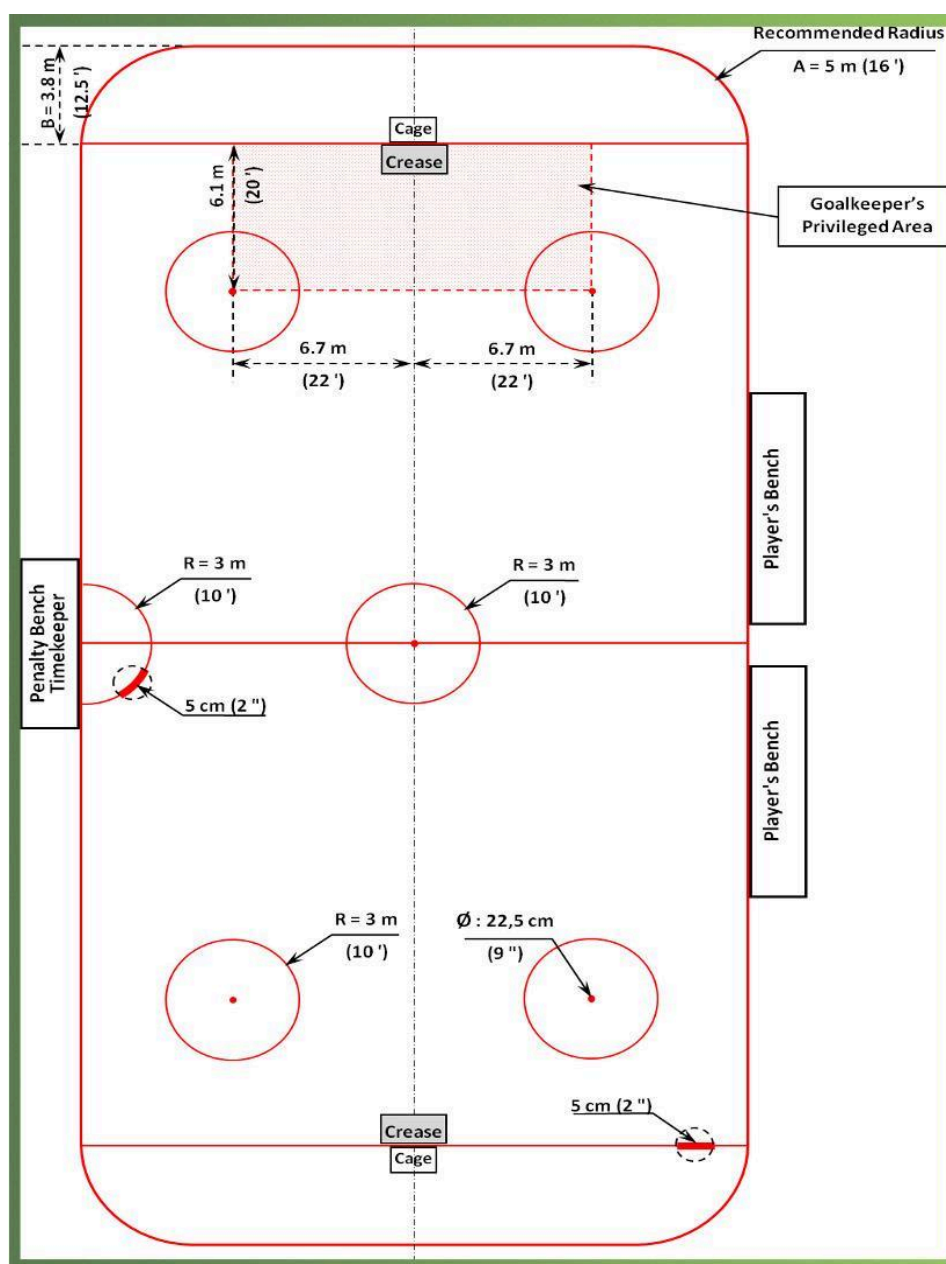 Recommended Radius
A = 5 m (16 ')
B = 3.8 m
(12.5')
Cage
Crease
6.1 m
(20')
Goalkeeper's
Privileged Area
6.7 m
(22 ')
6.7 m
(22 ')
Player's Bench
R = 3 m
(10 ')
R = 3 m
(10 ')
Penalty Bench
Timekeeper
5 cm (2 ")
Player's Bench
R = 3 m
(10 ')
Ø : 22,5 cm
(9 ")
5 cm (2 ")
Crease
Cage